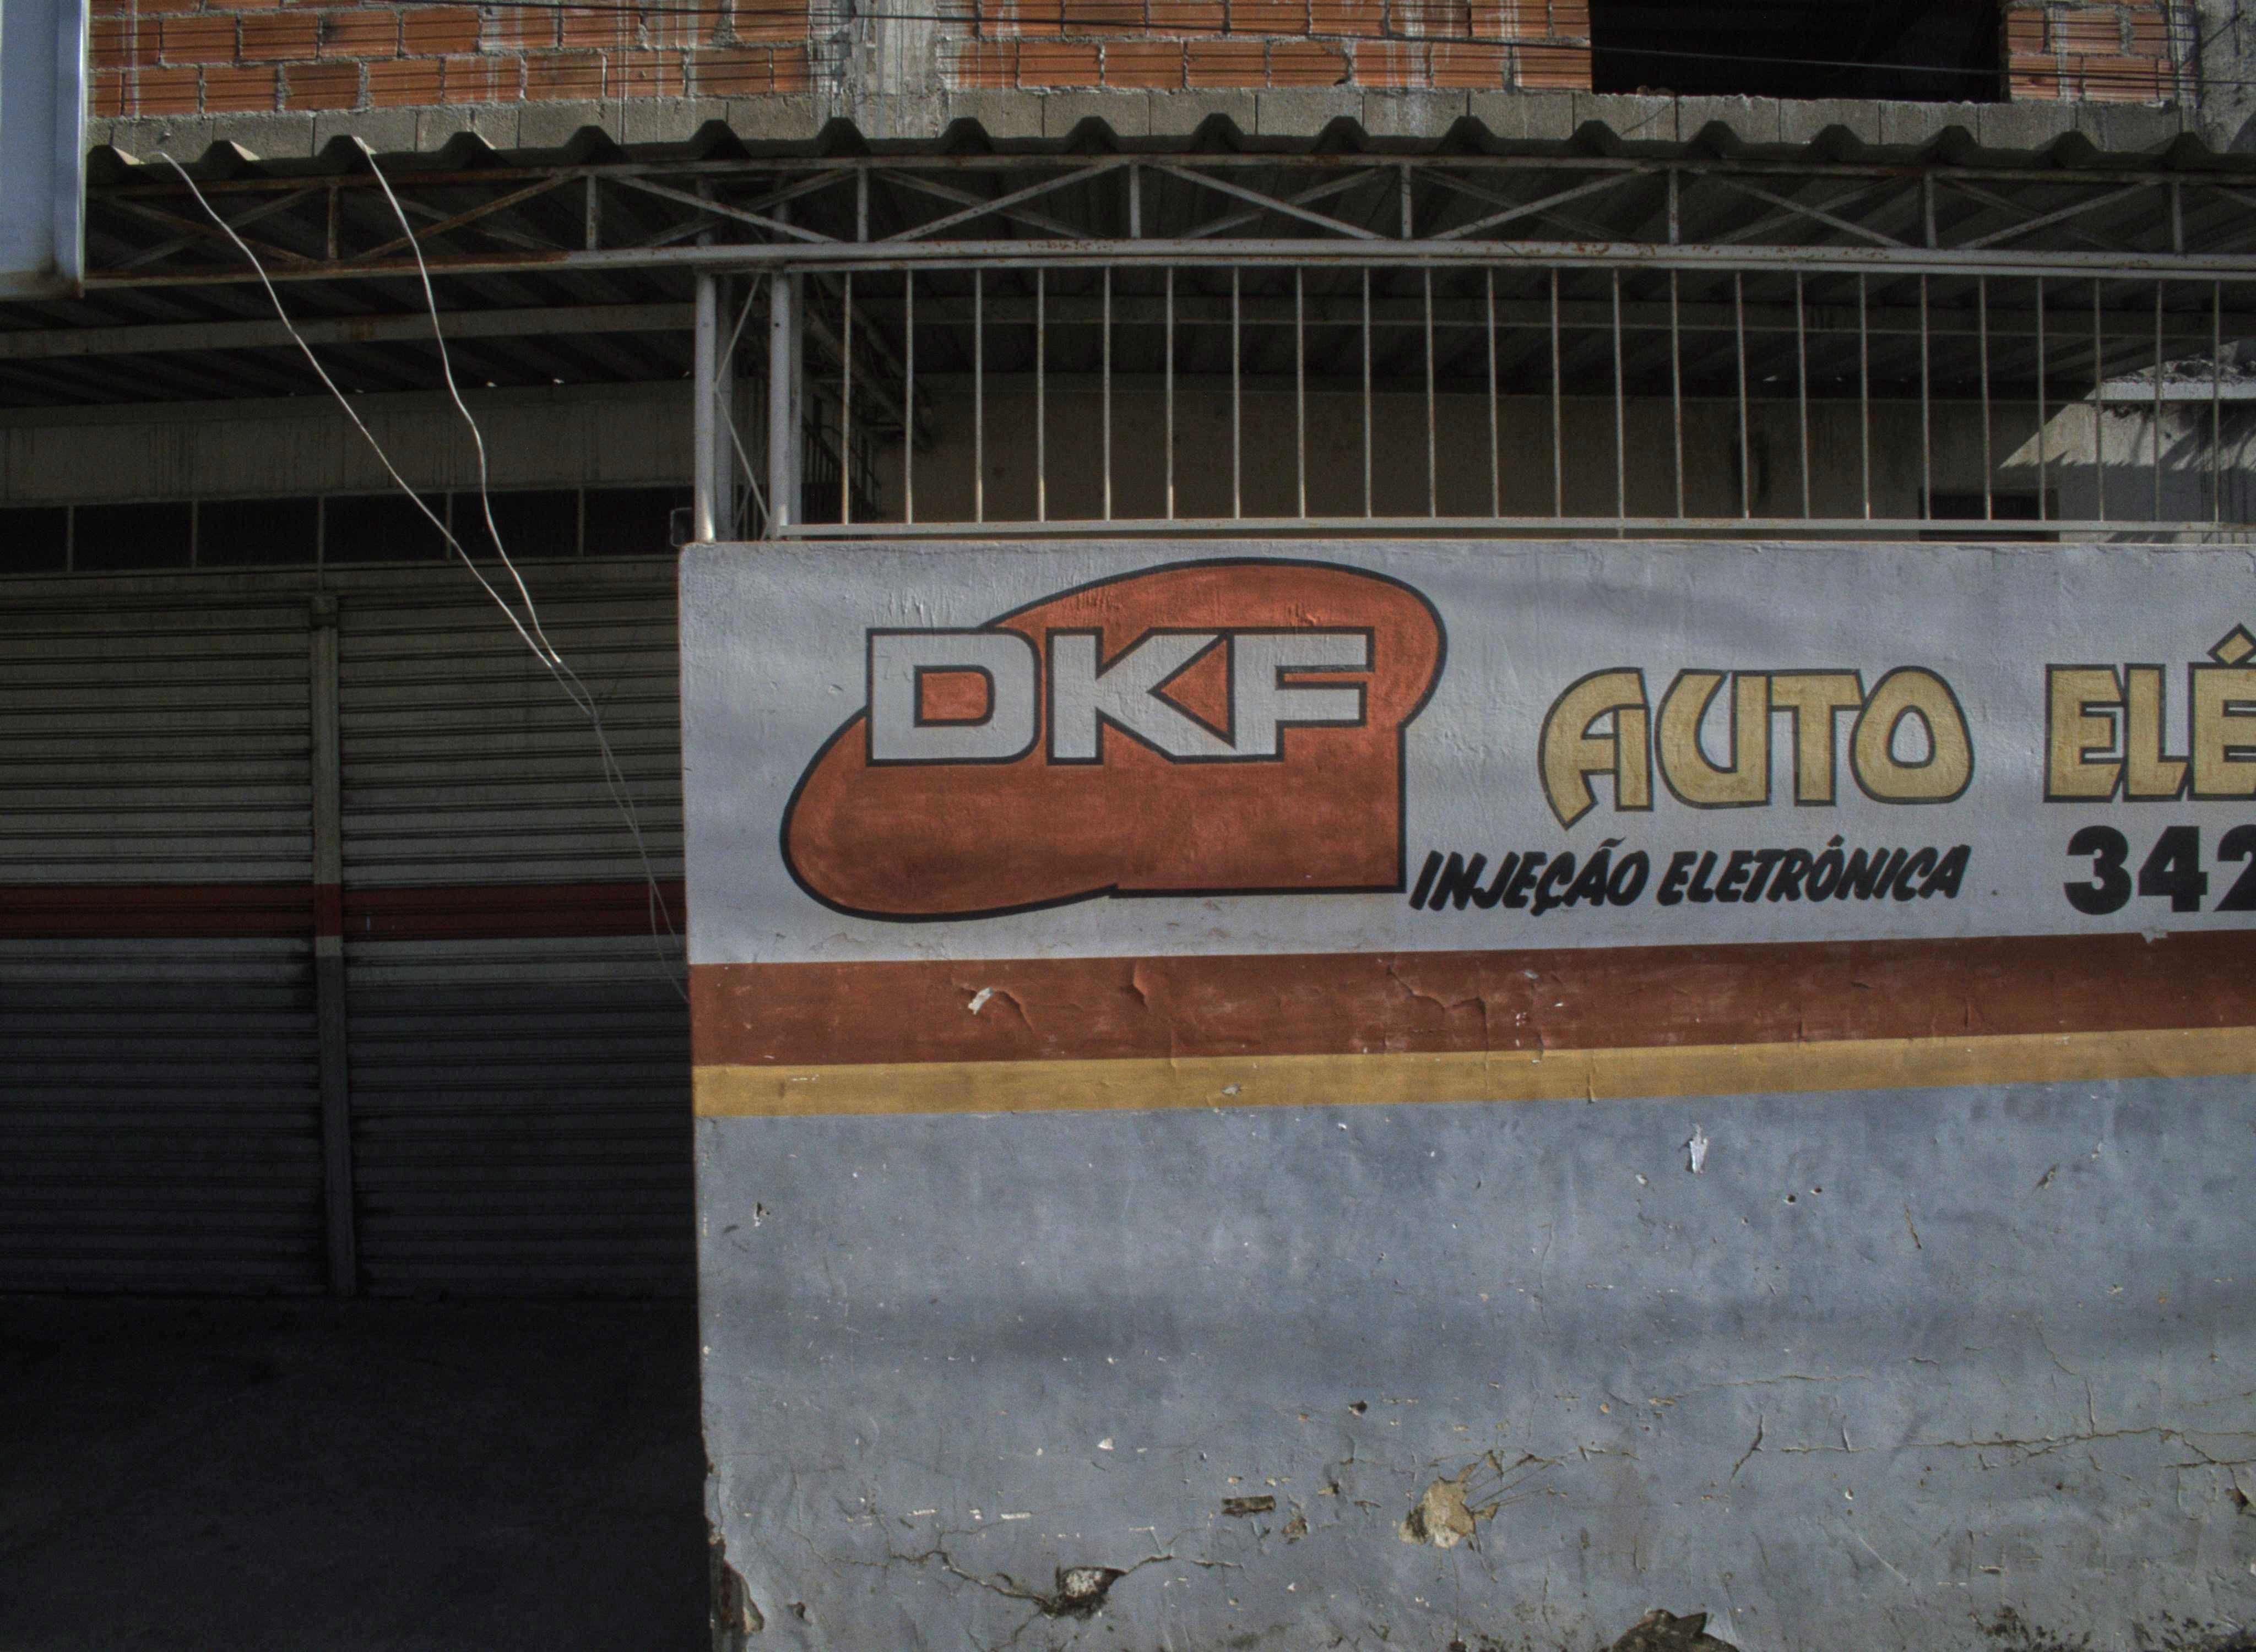 DKF
AUTO ELÉ
INJEÇÃO ELETRÔNICA
342